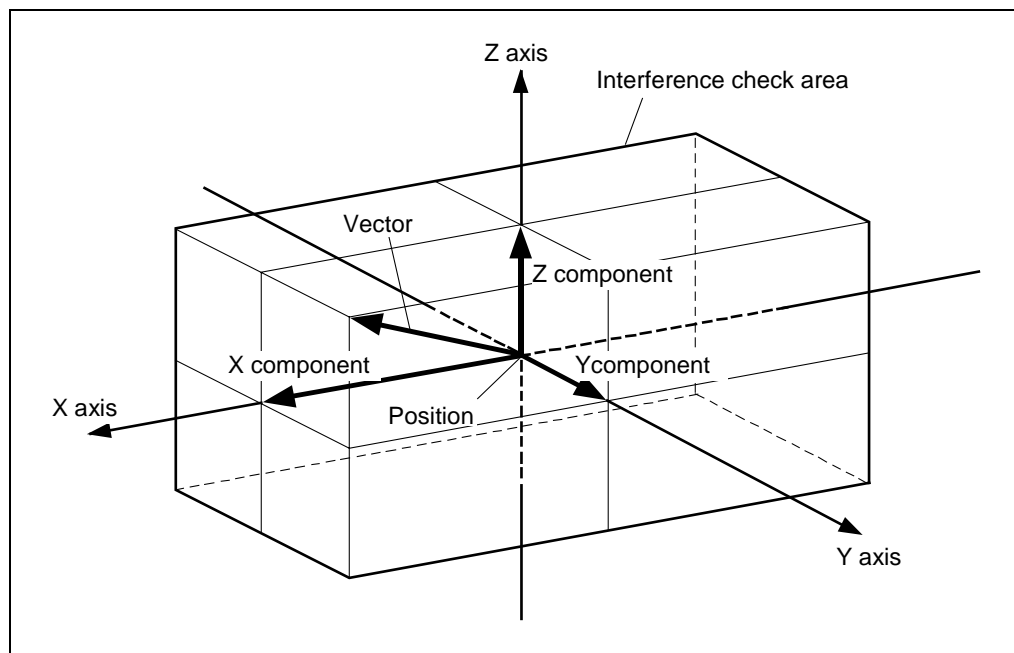 Z axis
Interference check area
Vector
Z component
X component
Ycomponent
X axis
Position
Y axis